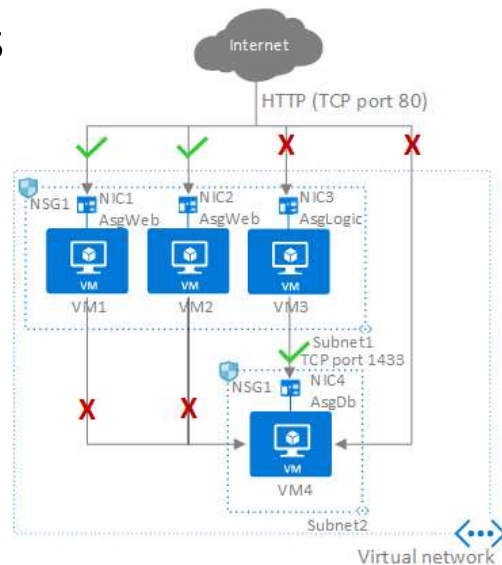 s
Internet
HTTP (TCP port 80)
X X
NSG1
NIC1 NIC2 NIC3
AsgWeb AsgWeb AsgLogic
VM VM VM
VM1 VM2 VM3
Subnet1
TCP port 1433
X X
NSG1 NIC4
AsgDb
VM
VM4
Subnet2
Virtual network